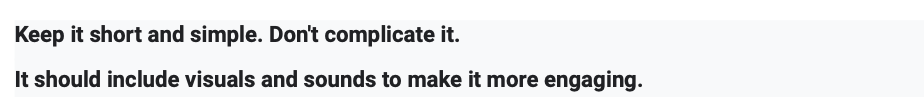 Keep it short and simple. Don't complicate it.
It should include visuals and sounds to make it more engaging.